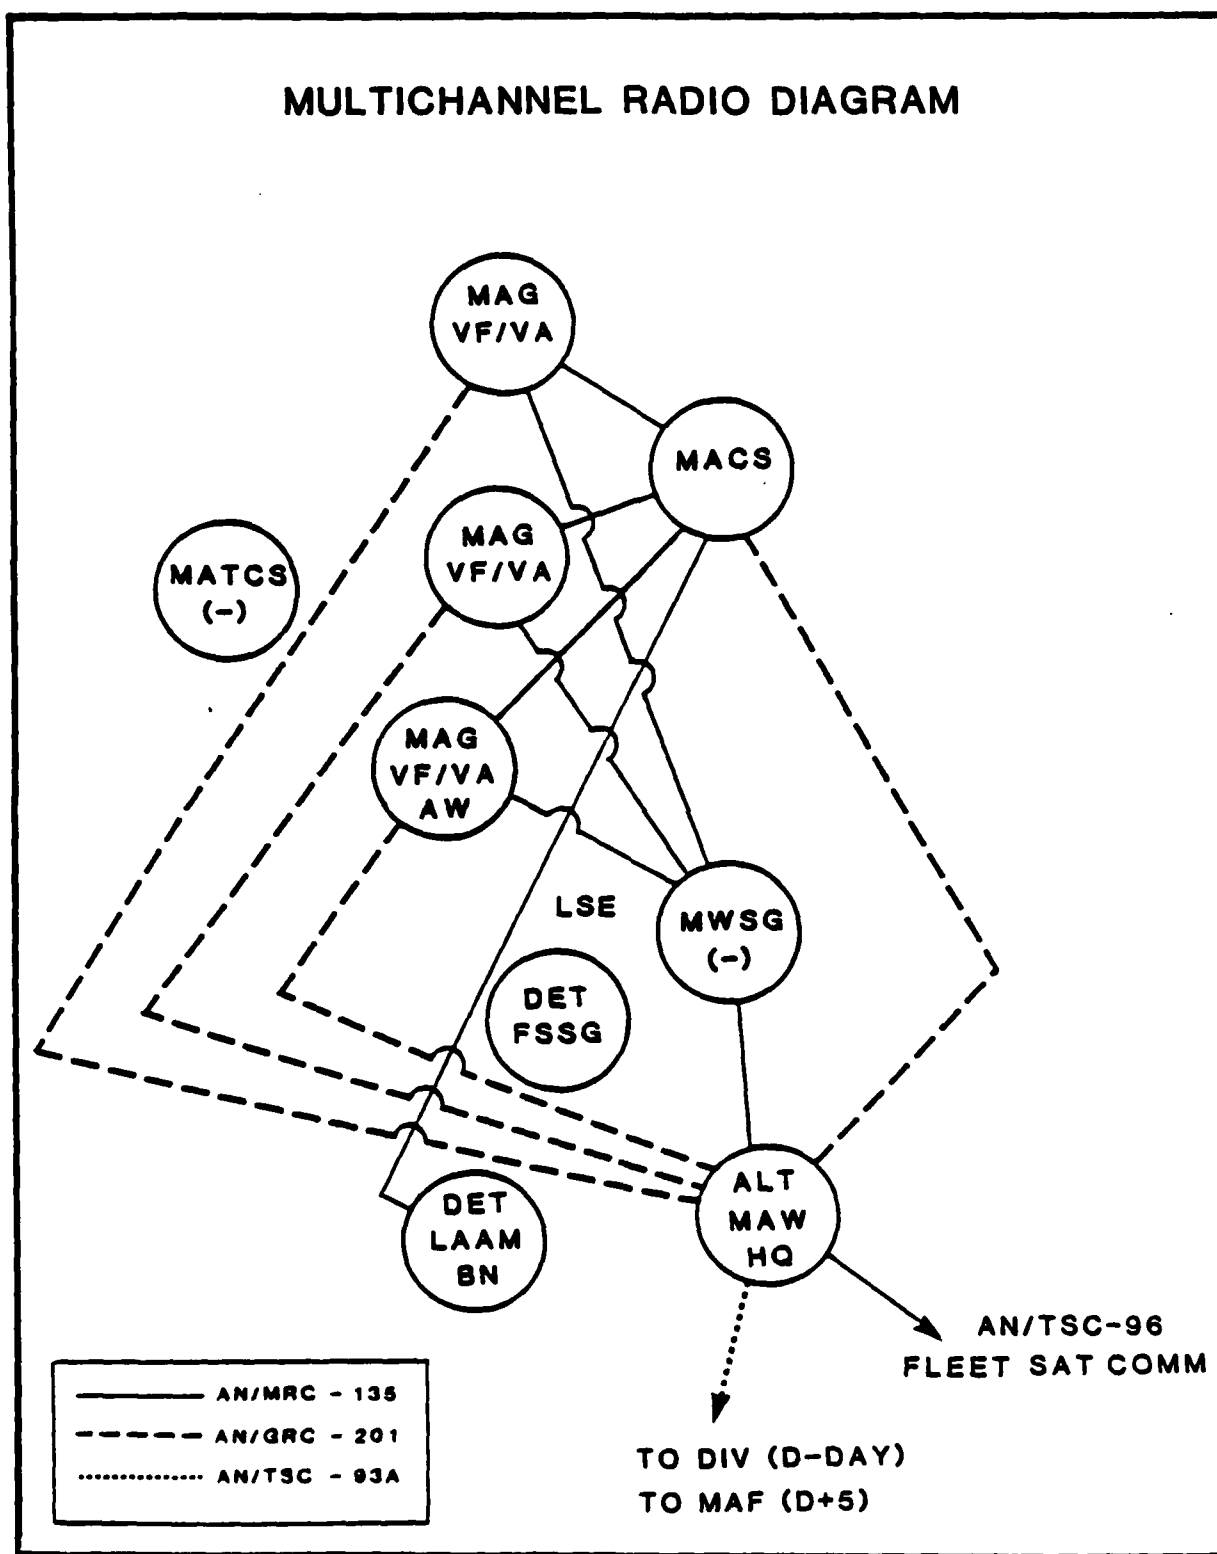 MULTICHANNEL RADIO DIAGRAM
MAG
VF/VA
MACS
MAG
VF/VA
MATCS
(-)
MAG
VF/VA
AW
LSE
MWSG
(-)
DET
FSSG
ALT
MAW
HQ
DET
LAAM
BN
AN/TSC-96
FLEET SAT COMM
AN/MRC - 135
AN/GRC - 201
AN/TSC - 93A
TO DIV (D-DAY)
TO MAF (D+5)